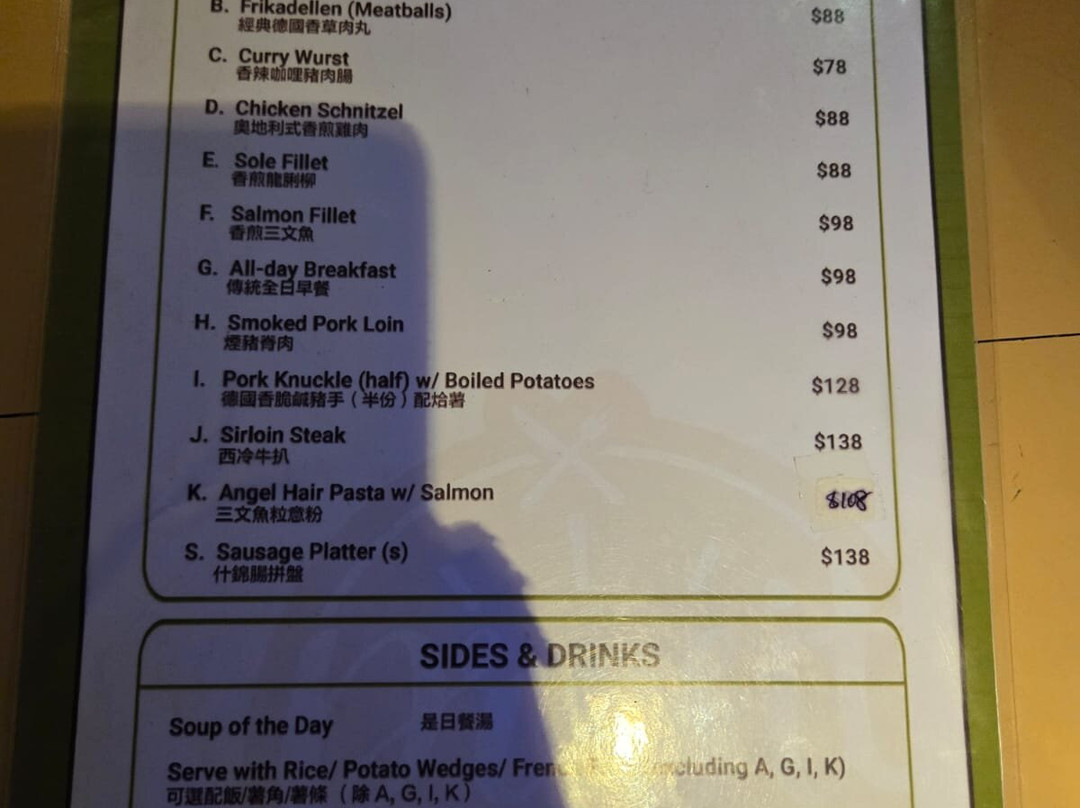 B. Frikadellen (Meatballs) $88
經典德國香草肉丸
C. Curry Wurst $78
香辣咖喱豬肉腸
D. Chicken Schnitzel $88
奧地利式香煎雞肉
E. Sole Fillet $88
香煎龍脷柳
F. Salmon Fillet $98
香煎三文魚
G. All-day Breakfast $98
傳統全日早餐
H. Smoked Pork Loin $98
煙豬脊肉
I. Pork Knuckle (half) w/ Boiled Potatoes $128
德國香脆鹹豬手（半份）配焓薯
J. Sirloin Steak $138
西冷牛扒
K. Angel Hair Pasta w/ Salmon $108
三文魚粒意粉
S. Sausage Platter (s) $138
什錦腸拼盤
SIDES & DRINKS
Soup of the Day 是日餐湯
Serve with Rice/ Potato Wedges/ A, G, I, K)
可選配飯/薯角/薯條（除 A, G, I, K）